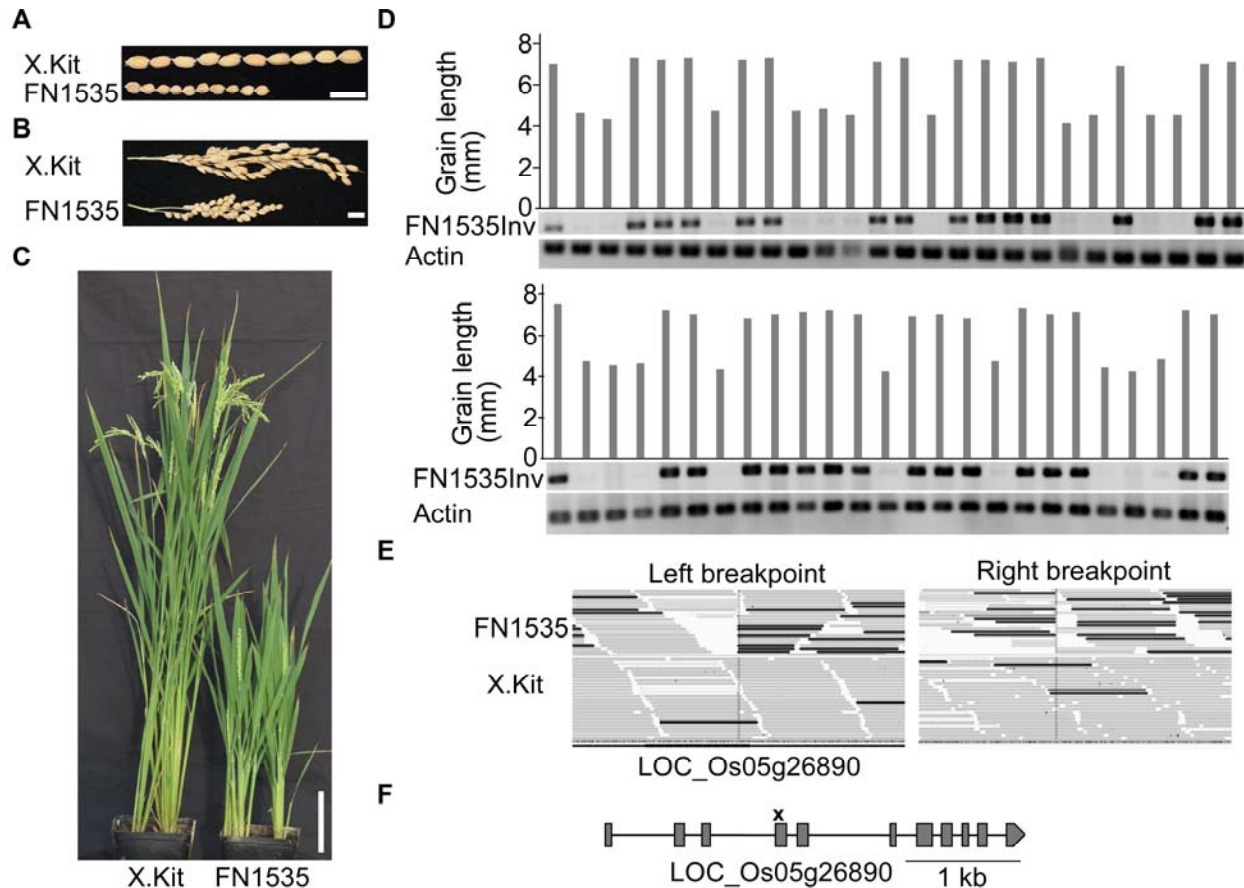 A
X.Kit
FN1535
B
X.Kit
FN1535
C
X.Kit FN1535
D
8
6
4
2
0
Grain length
(mm)
FN1535Inv
Actin
8
6
4
2
0
Grain length
(mm)
FN1535Inv
Actin
E
Left breakpoint Right breakpoint
FN1535
X.Kit
LOC_Os05g26890
F
x
LOC_Os05g26890
1 kb